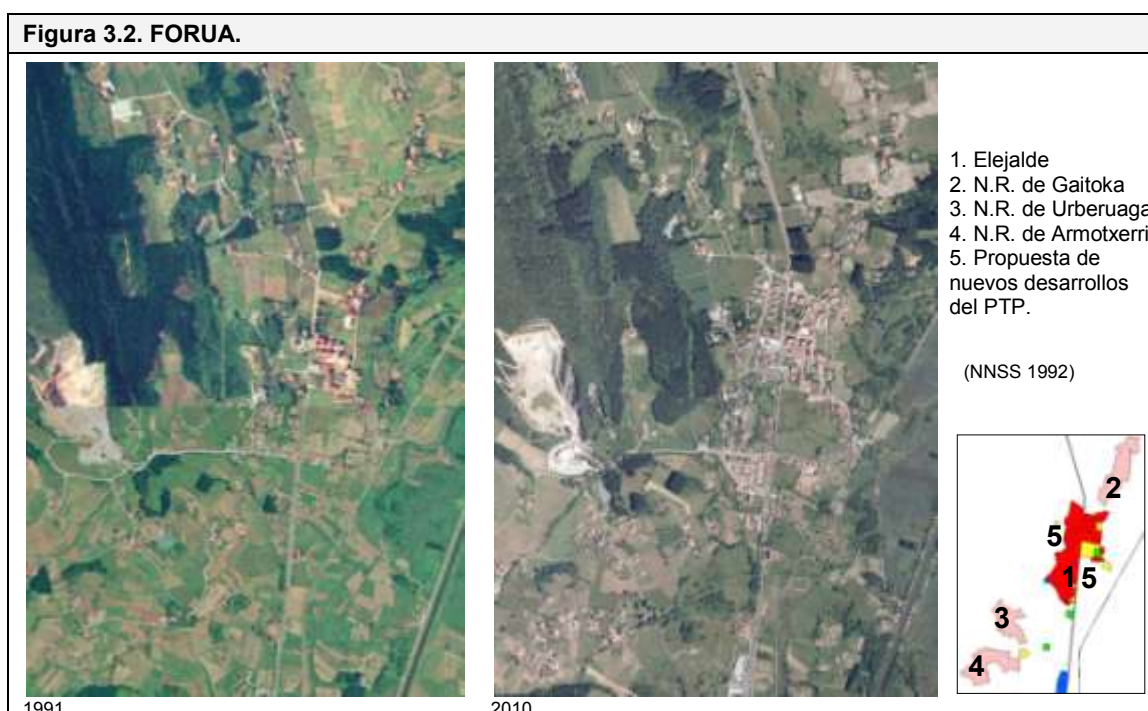 Figura 3.2. FORUA.
1. Elejalde
2. N.R. de Gaitoka
3. N.R. de Urberuaga
4. N.R. de Armotxerri
5. Propuesta de
nuevos desarrollos
del PTP.
(NNSS 1992)
2
5
1 5
3
4
1991
2010